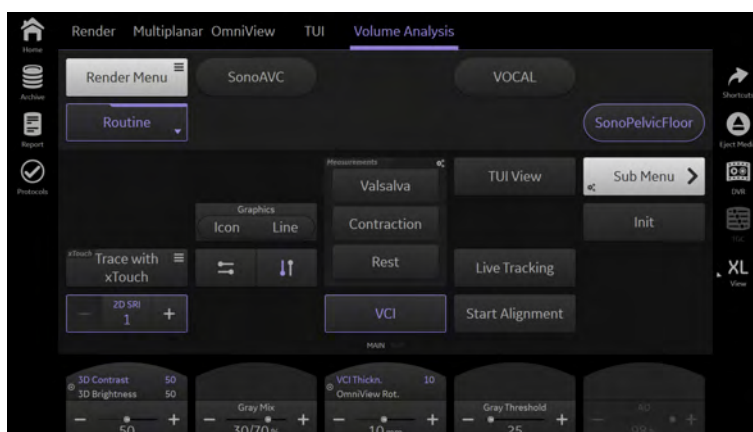 Render Multiplanar OmniView TUI Volume Analysis
Home
Archive
Report
Protocols
Render Menu SonoAVC VOCAL
Routine SonoPelvicFloor
Measurements
Valsalva TUI View Sub Menu
Graphics
Icon Line Contraction Init
xTouch
Trace with
xTouch
Rest Live Tracking
2D SRI
1
VCI Start Alignment
MAIN
3D Contrast 50
3D Brightness 50
50
Gray Mix
30/70 %
VCI Thickn. 10
OmniView Rot.
10 mm
Gray Threshold
25
Shortcuts
Eject Media
DVR
XL
View